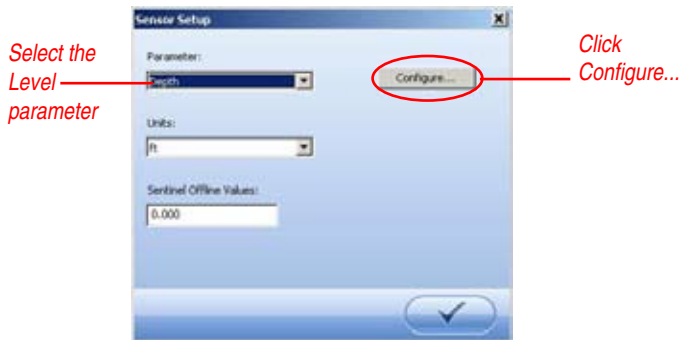 Sensor Setup
Select the
Level
parameter
Parameter:
Depth
Configure...
Click
Configure...
Units:
ft
Sentinel Offline Values:
0.000